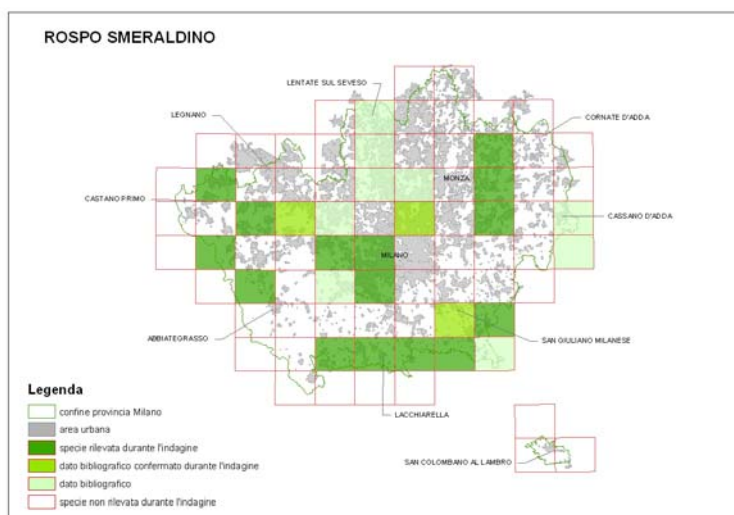 ROSPO SMERALDINO
LENTATE SUL SEVESO
LEGNANO
CORNATE D'ADDA
MONZA
CASTANO PRIMO
CASSANO D'ADDA
MILANO
ABBIATEGRASSO
SAN GIULIANO MILANESE
LACCHIARELLA
SAN COLOMBANO AL LAMBRO
Legenda
confine provincia Milano
area urbana
specie rilevata durante l'indagine
dato bibliografico confermato durante l'indagine
dato bibliografico
specie non rilevata durante l'indagine